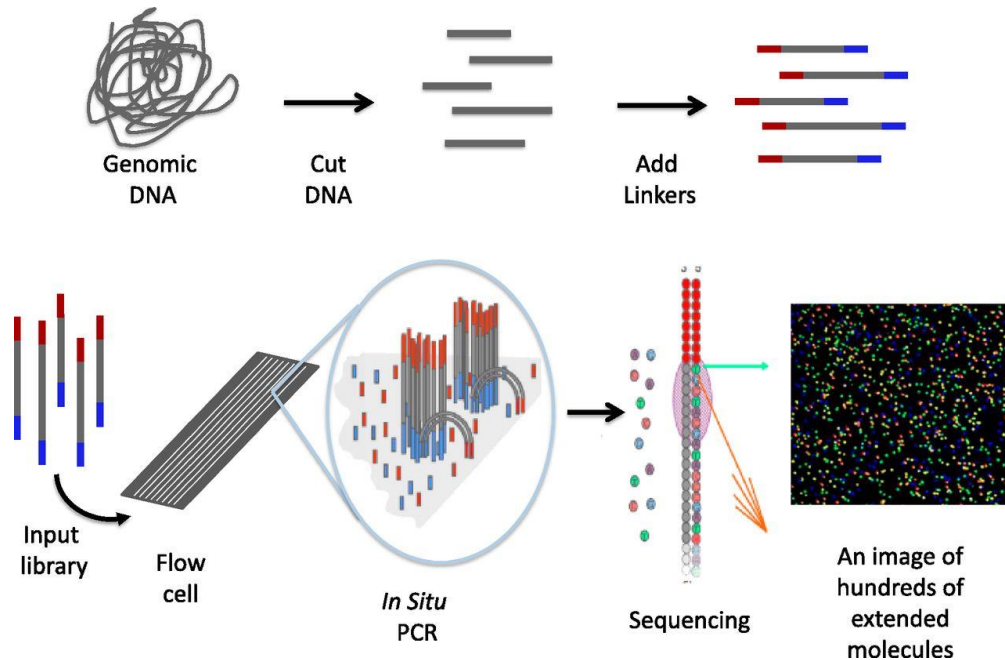 Genomic
DNA
Cut
DNA
Add
Linkers
Input
library
Flow
cell
In Situ
PCR
Sequencing
An image of
hundreds of
extended
molecules